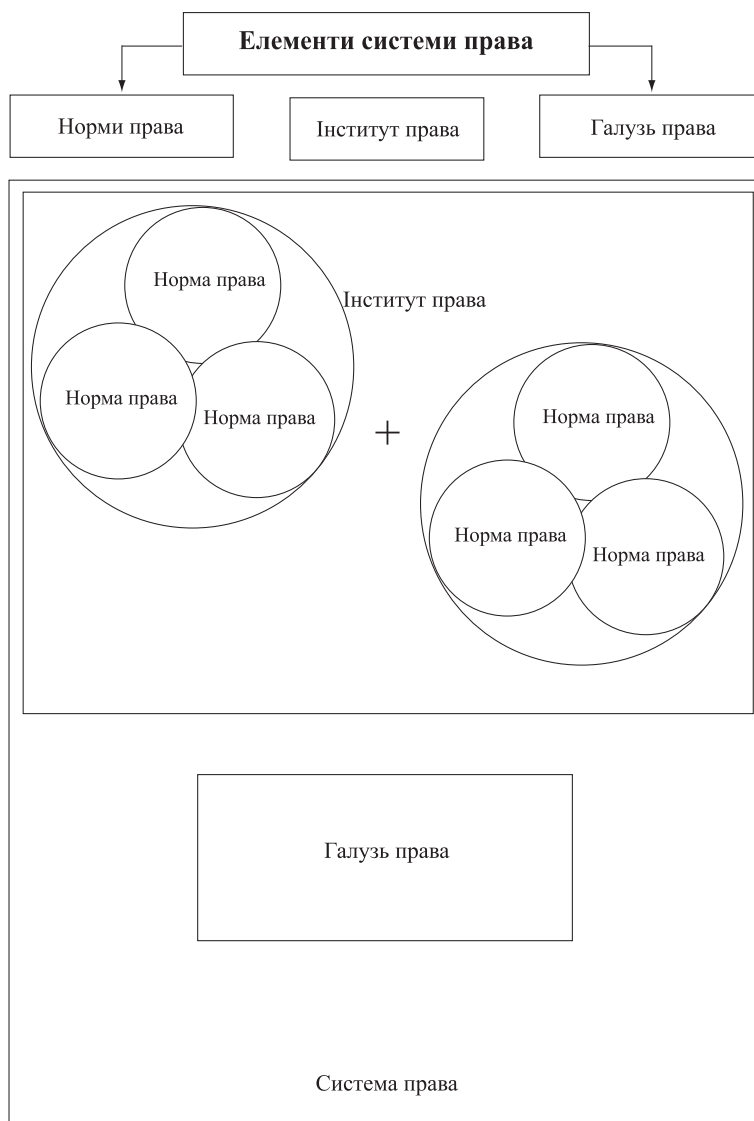 Елементи системи права
Норми права
Інститут права
Галузь права
Норма права
Інститут права
Норма права
Норма права
+
Норма права
Норма права
Норма права
Галузь права
Система права